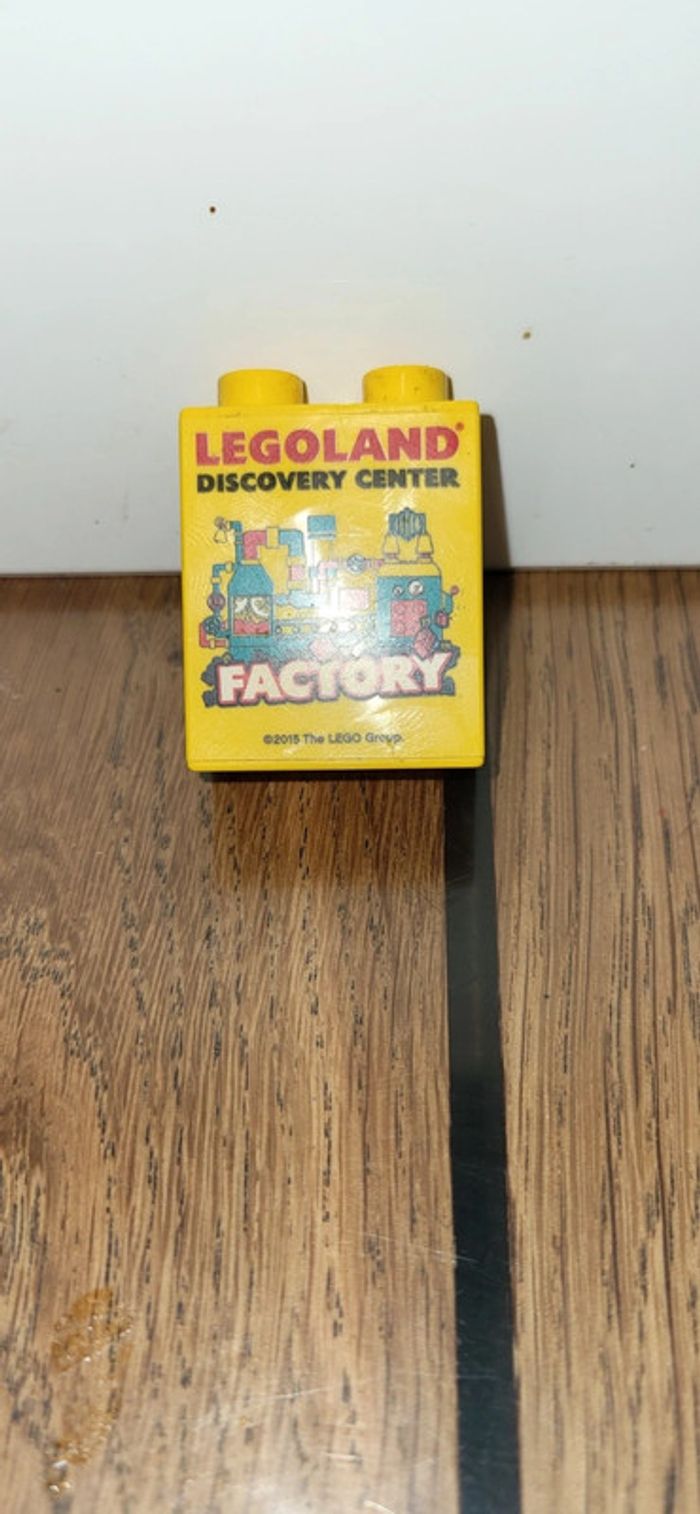 LEGOLAND®
DISCOVERY CENTER
FACTORY
©2015 The LEGO Group.